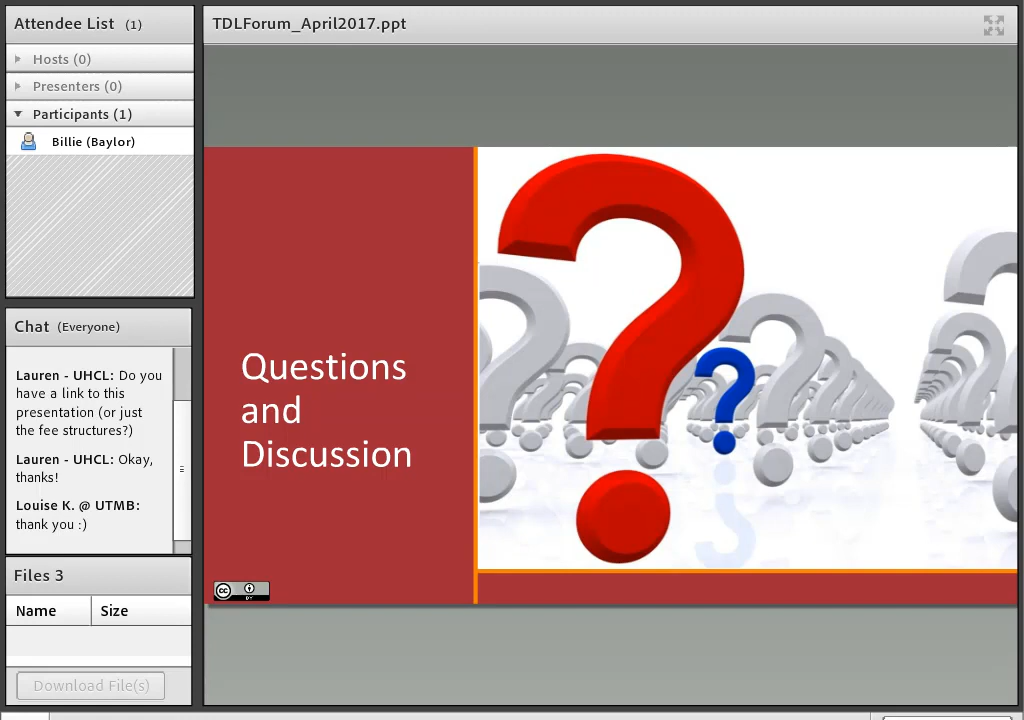 Attendee List (1)
Hosts (0)
Presenters (0)
Participants (1)
Billie (Baylor)
Chat (Everyone)
Lauren - UHCL: Do you
have a link to this
presentation (or just
the fee structures?)
Lauren - UHCL: Okay,
thanks!
Louise K. @ UTMB:
thank you :)
Files 3
Name Size
Download File(s)
TDLForum_April2017.ppt
Questions
and
Discussion
cc
BY